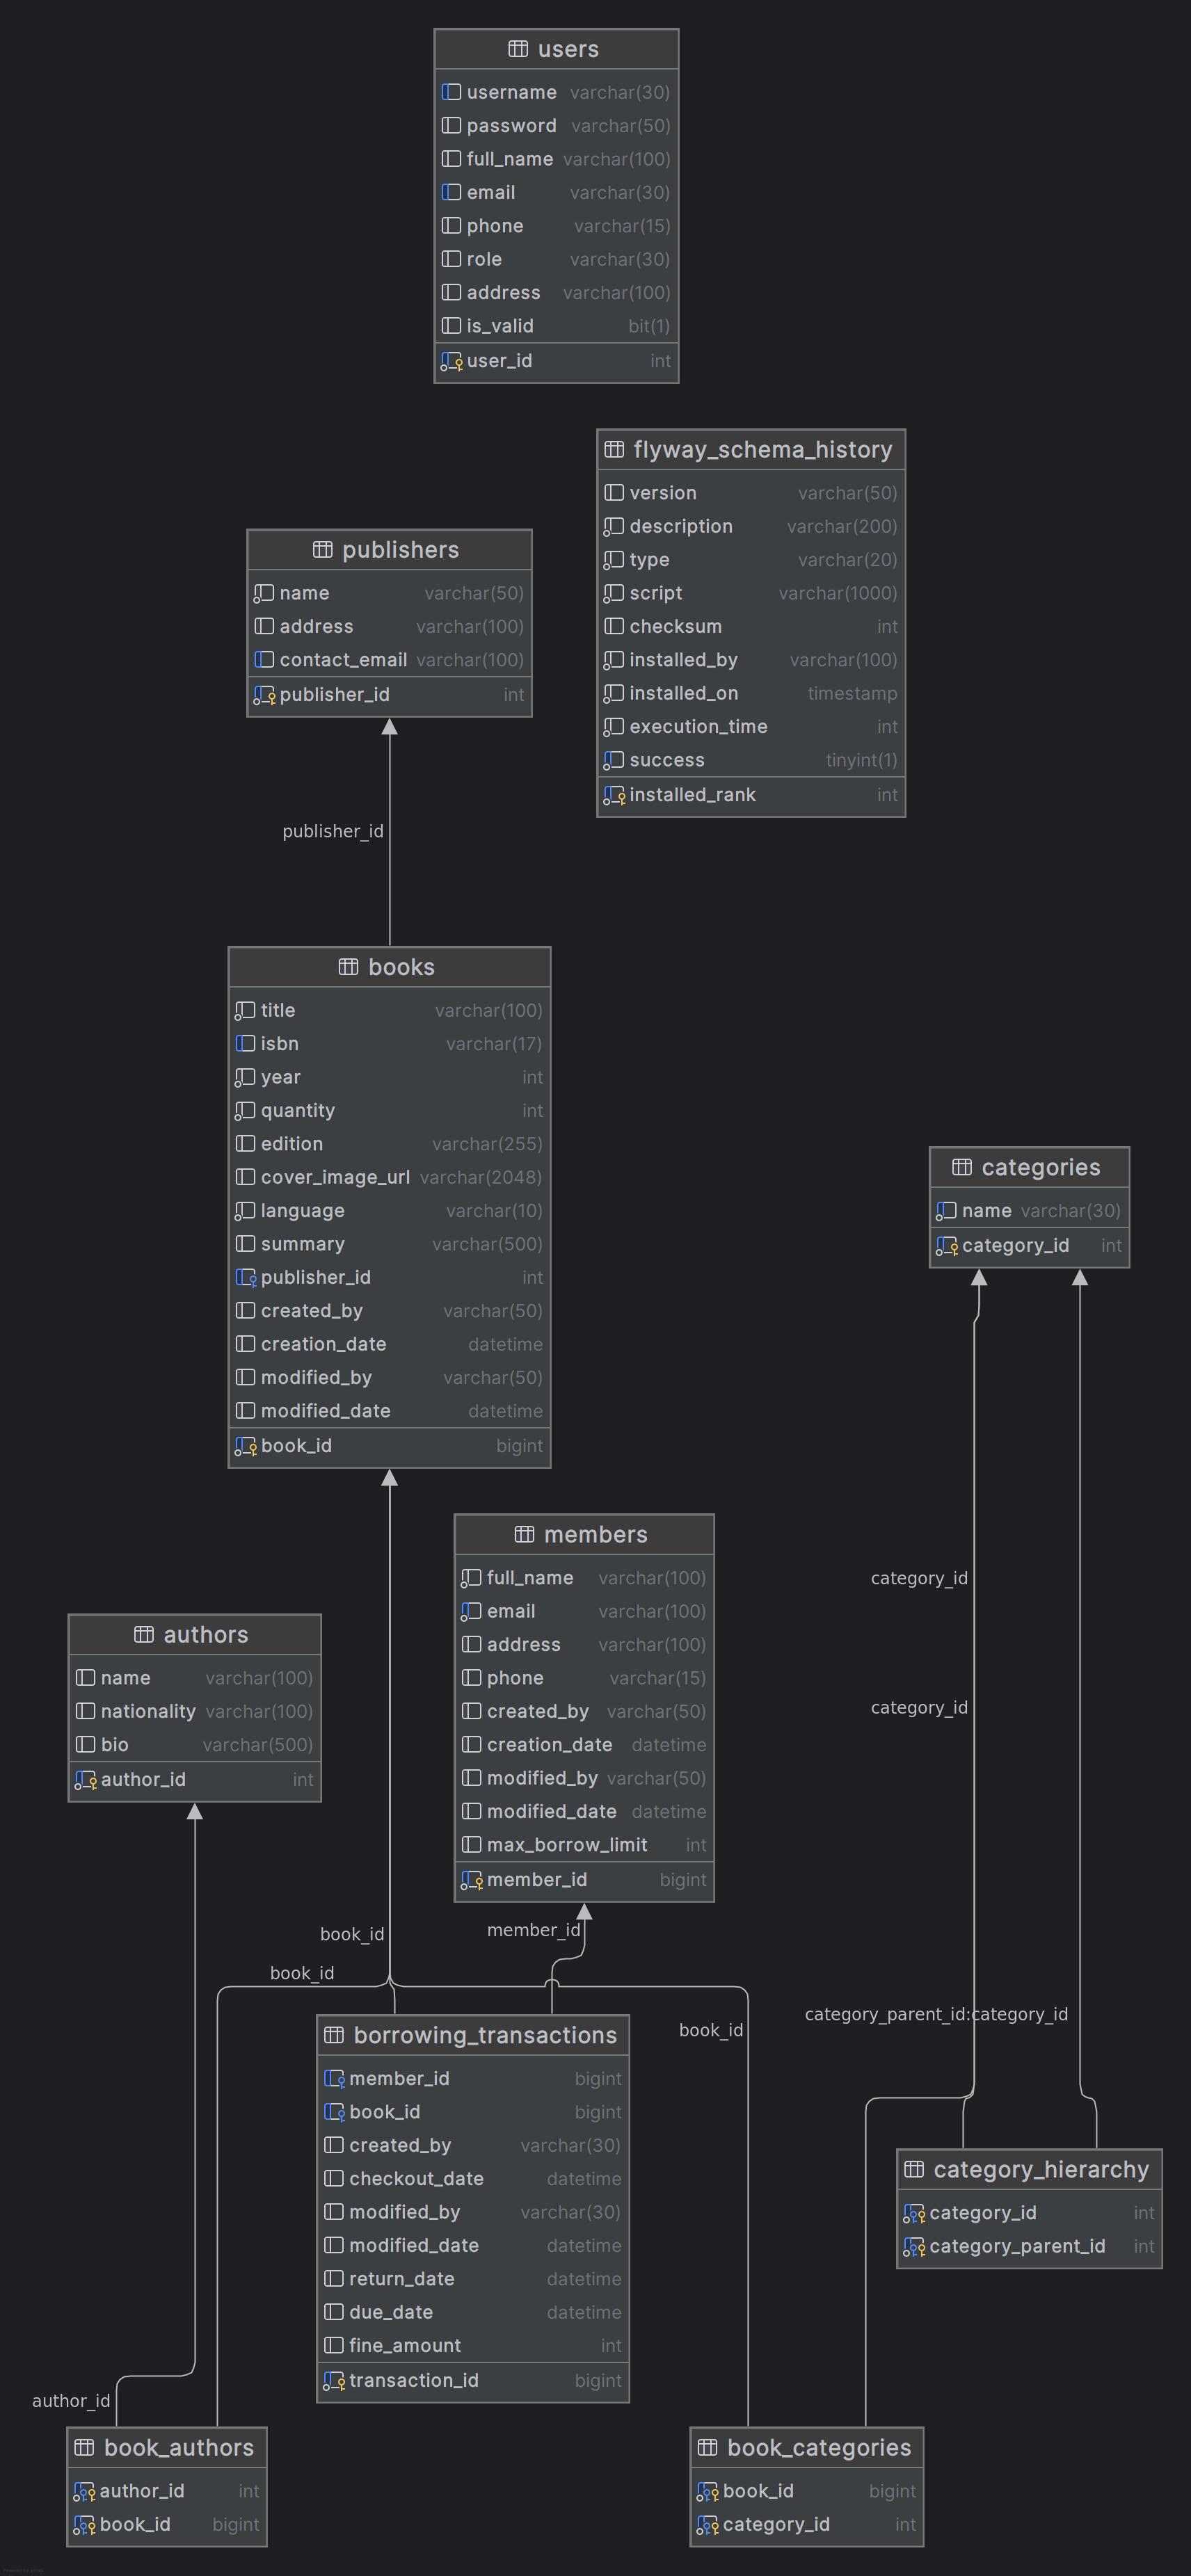 users
username varchar(30)
password varchar(50)
full_name varchar(100)
email varchar(30)
phone varchar(15)
role varchar(30)
address varchar(100)
is_valid bit(1)
user_id int
flyway_schema_history
version varchar(50)
description varchar(200)
type varchar(20)
script varchar(1000)
checksum int
installed_by varchar(100)
installed_on timestamp
execution_time int
success tinyint(1)
installed_rank int
publishers
name varchar(50)
address varchar(100)
contact_email varchar(100)
publisher_id int
publisher_id
books
title varchar(100)
isbn varchar(17)
year int
quantity int
edition varchar(255)
cover_image_url varchar(2048)
language varchar(10)
summary varchar(500)
publisher_id int
created_by varchar(50)
creation_date datetime
modified_by varchar(50)
modified_date datetime
book_id bigint
categories
name varchar(30)
category_id int
members
full_name varchar(100)
email varchar(100)
address varchar(100)
phone varchar(15)
created_by varchar(50)
creation_date datetime
modified_by varchar(50)
modified_date datetime
max_borrow_limit int
member_id bigint
category_id
category_id
authors
name varchar(100)
nationality varchar(100)
bio varchar(500)
author_id int
book_id
member_id
book_id
book_id
category_parent_id:category_id
borrowing_transactions
member_id bigint
book_id bigint
created_by varchar(30)
checkout_date datetime
modified_by varchar(30)
modified_date datetime
return_date datetime
due_date datetime
fine_amount int
transaction_id bigint
category_hierarchy
category_id int
category_parent_id int
author_id
book_authors
author_id int
book_id bigint
book_categories
book_id bigint
category_id int